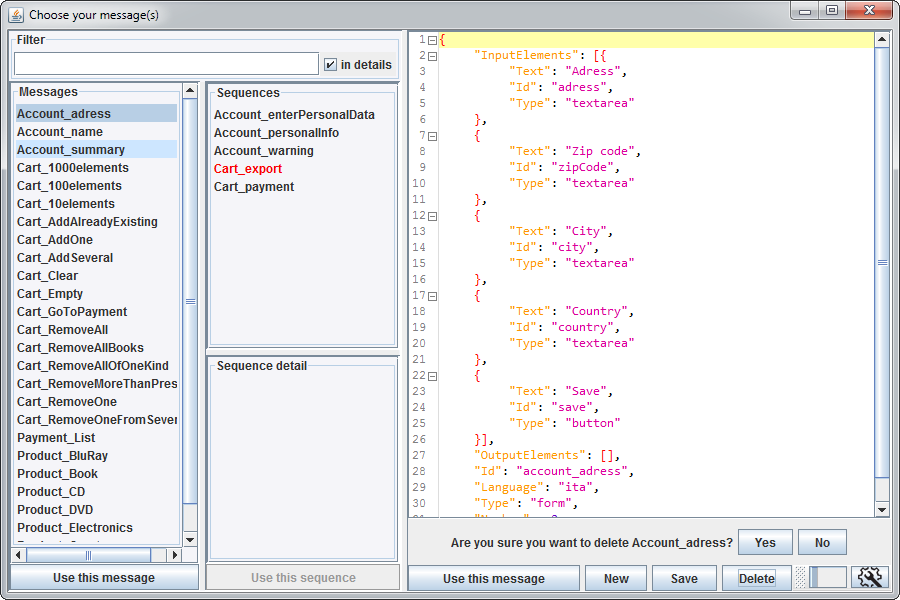 Choose your message(s)
Filter
in details
Messages
Account_adress
Account_name
Account_summary
Cart_1000elements
Cart_100elements
Cart_10elements
Cart_AddAlreadyExisting
Cart_AddOne
Cart_AddSeveral
Cart_Clear
Cart_Empty
Cart_GoToPayment
Cart_RemoveAll
Cart_RemoveAllBooks
Cart_RemoveAllOfOneKind
Cart_RemoveMoreThanPres
Cart_RemoveOne
Cart_RemoveOneFromSever
Payment_List
Product_BluRay
Product_Book
Product_CD
Product_DVD
Product_Electronics
Use this message
Sequences
Account_enterPersonalData
Account_personalInfo
Account_warning
Cart_export
Cart_payment
Sequence detail
Use this sequence
1 {
2 "InputElements": [{
3 "Text": "Adress",
4 "Id": "adress",
5 "Type": "textarea"
6 },
7 {
8 "Text": "Zip code",
9 "Id": "zipCode",
10 "Type": "textarea"
11 },
12 {
13 "Text": "City",
14 "Id": "city",
15 "Type": "textarea"
16 },
17 {
18 "Text": "Country",
19 "Id": "country",
20 "Type": "textarea"
21 },
22 {
23 "Text": "Save",
24 "Id": "save",
25 "Type": "button"
26 }],
27 "OutputElements": [],
28 "Id": "account_adress",
29 "Language": "ita",
30 "Type": "form",
Are you sure you want to delete Account_adress? Yes No
Use this message New Save Delete